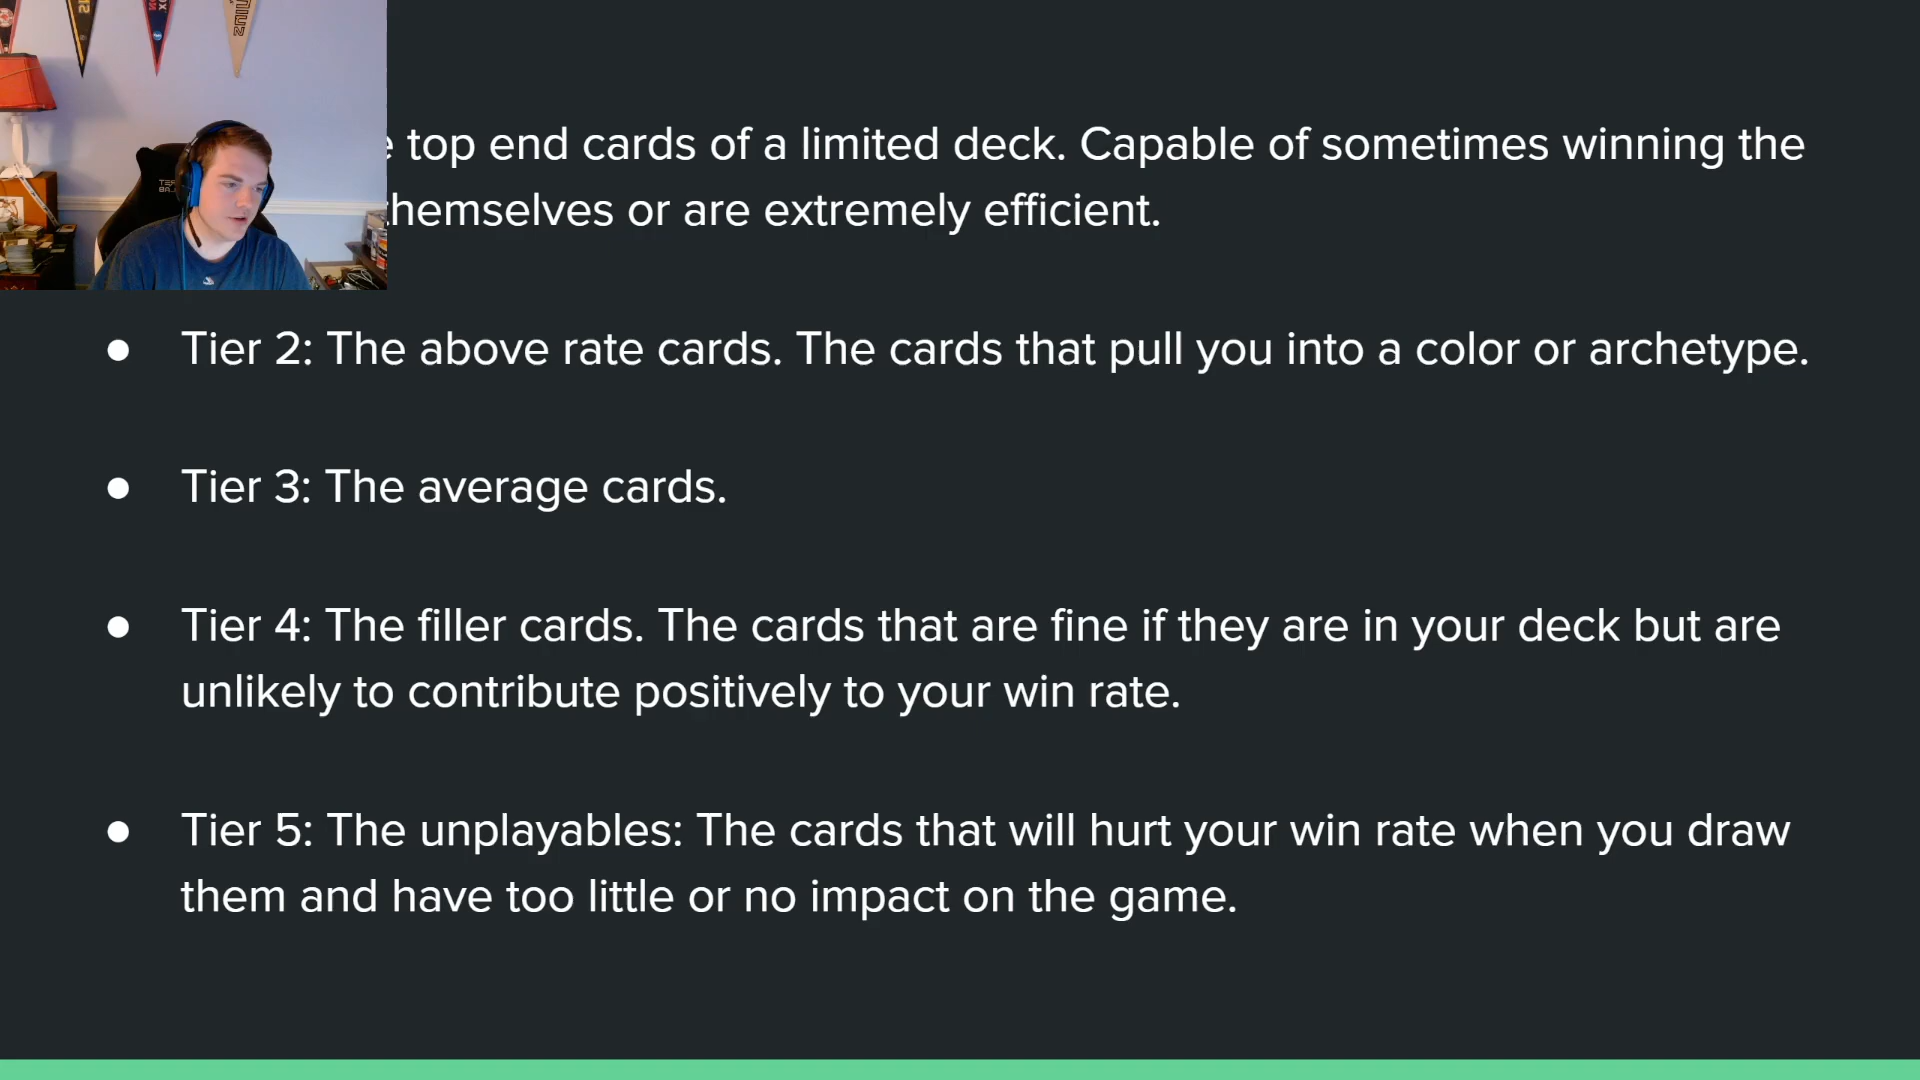 top end cards of a limited deck. Capable of sometimes winning the
themselves or are extremely efficient.
● Tier 2: The above rate cards. The cards that pull you into a color or archetype.
● Tier 3: The average cards.
● Tier 4: The filler cards. The cards that are fine if they are in your deck but are
unlikely to contribute positively to your win rate.
● Tier 5: The unplayables: The cards that will hurt your win rate when you draw
them and have too little or no impact on the game.